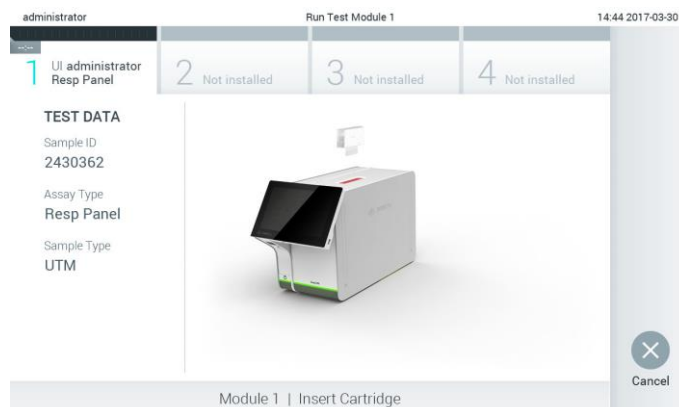 administrator
Run Test Module 1
14:44 2017-03-30
--:--
1
UI administrator
Resp Panel
2 Not installed
3 Not installed
4 Not installed
TEST DATA
Sample ID
2430362
Assay Type
Resp Panel
Sample Type
UTM
Cancel
Module 1 | Insert Cartridge